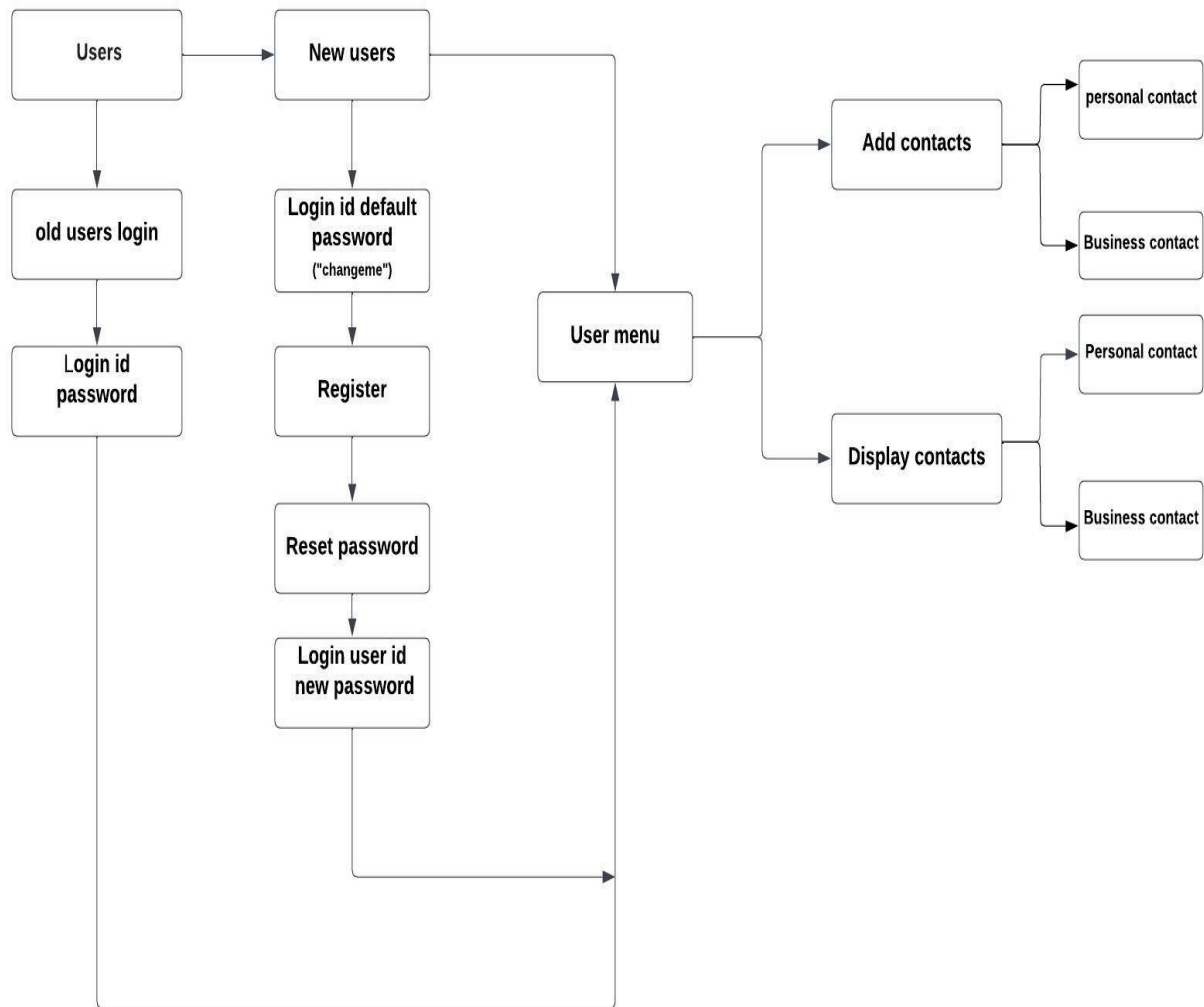 Users
New users
personal contact
Add contacts
Login id default
password
("changeme")
old users login
Business contact
User menu
Personal contact
Login id
password
Register
Display contacts
Business contact
Reset password
Login user id
new password